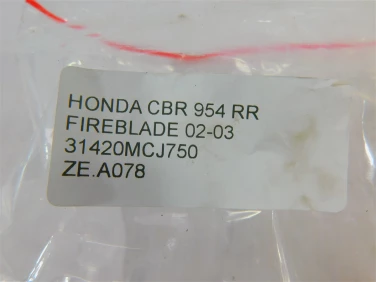 HONDA CBR 954 RR
FIREBLADE 02-03
31420MCJ750
ZE.A078